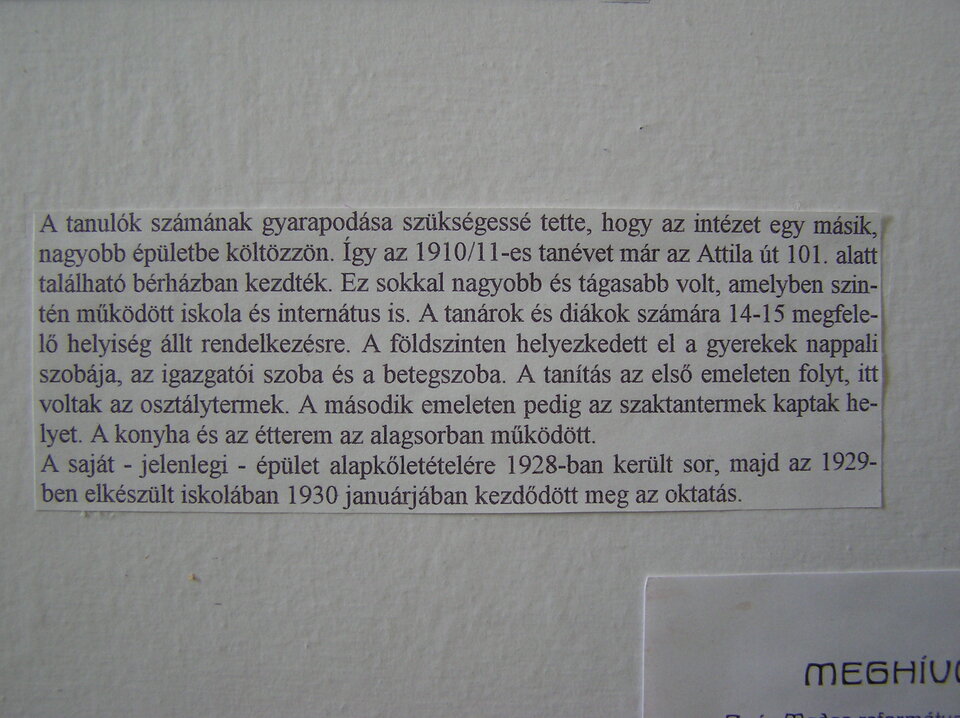 A tanulók számának gyarapodása szükségessé tette, hogy az intézet egy másik,
nagyobb épületbe költözzön. Így az 1910/11-es tanévet már az Attila út 101. alatt
található bérházban kezdték. Ez sokkal nagyobb és tágasabb volt, amelyben szin-
tén működött iskola és internátus is. A tanárok és diákok számára 14-15 megfele-
lő helyiség állt rendelkezésre. A földszinten helyezkedett el a gyerekek nappali
szobája, az igazgatói szoba és a betegszoba. A tanítás az első emeleten folyt, itt
voltak az osztálytermek. A második emeleten pedig az szaktantermek kaptak he-
lyet. A konyha és az étterem az alagsorban működött.
A saját - jelenlegi - épület alapkőletételére 1928-ban került sor, majd az 1929-
ben elkészült iskolában 1930 januárjában kezdődött meg az oktatás.